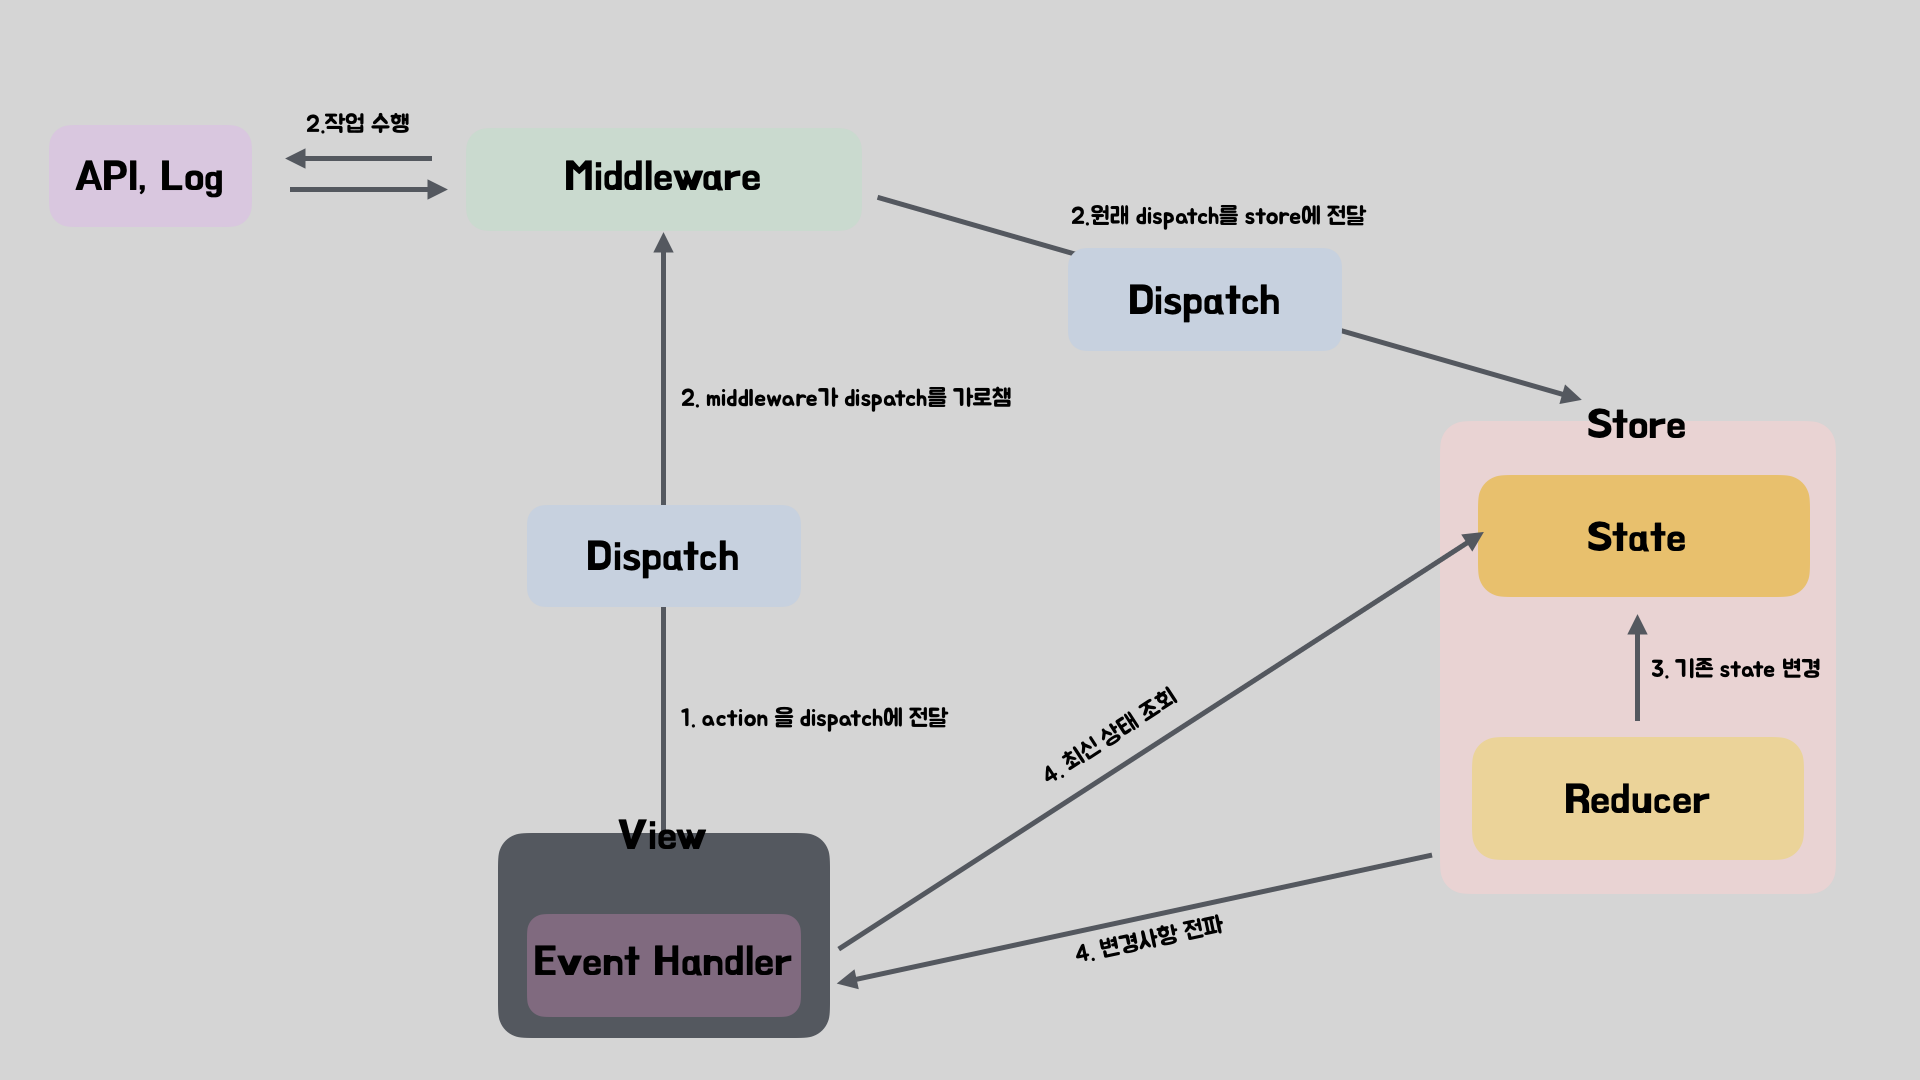 2.작업 수행
API, Log
Middleware
2.원래 dispatch를 store에 전달
Dispatch
2. middleware가 dispatch를 가로챔
Store
State
Dispatch
3. 기존 state 변경
1. action 을 dispatch에 전달
4. 최신 상태 조회
Reducer
View
4. 변경사항 전파
Event Handler